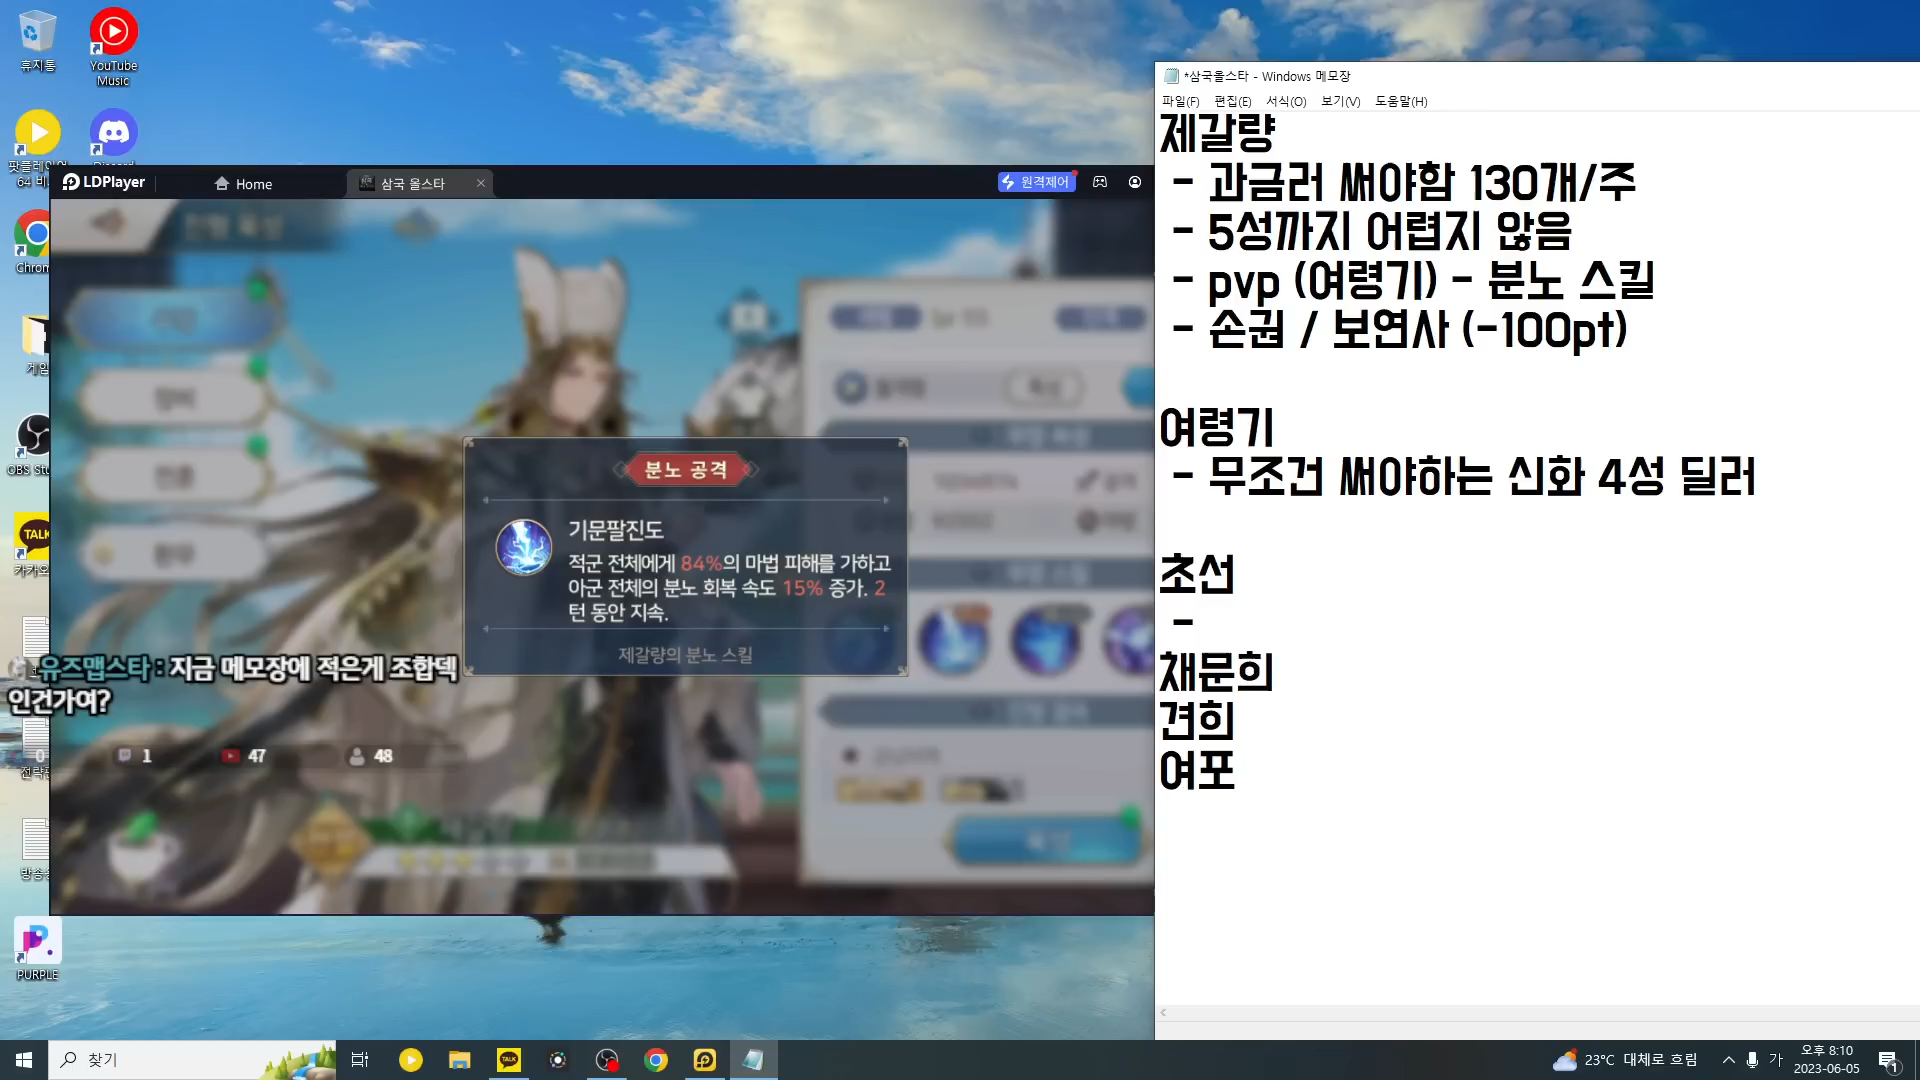 휴지통
YouTube
Music
Chrom
게임
OBS Stu
TALK
PURPLE
LDPlayer
Home
삼국 올스타
원격제어
분노 공격
기문팔진도
적군 전체에게 84%의 마법 피해를 가하고
아군 전체의 분노 회복 속도 15% 증가. 2
턴 동안 지속.
제갈량의 분노 스킬
유즈맵스타 : 지금 메모장에 적은게 조합덱
인건가여?
0
1
47
48
*삼국올스타 - Windows 메모장
파일(F) 편집(E) 서식(O) 보기(V) 도움말(H)
제갈량
- 과금러 써야함 130개/주
- 5성까지 어렵지 않음
- pvp (여령기) - 분노 스킬
- 손권 / 보연사 (-100pt)
여령기
- 무조건 써야하는 신화 4성 딜러
초선
-
채문희
견희
여포
찾기
TALK
23°C 대체로 흐림
가
오후 8:10
2023-06-05
1